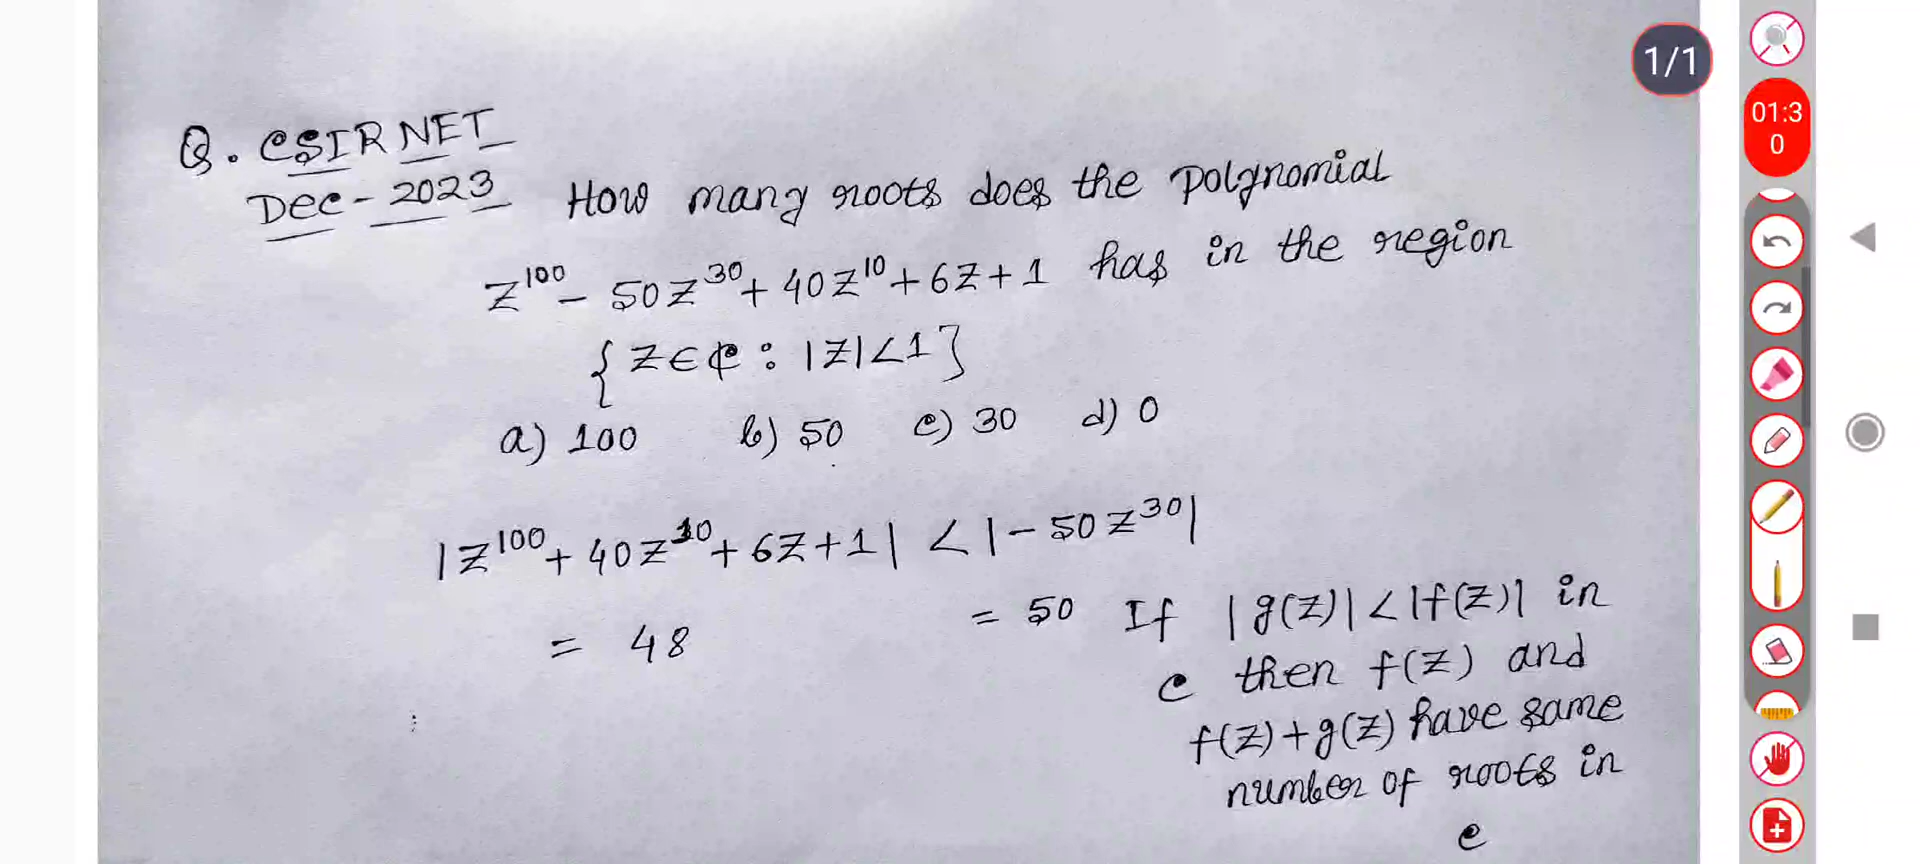 1/1
01:3
0
Q. CSIR NET
Dec - 2023 How many roots does the polynomial
z^100 - 50z^30 + 40z^10 + 6z + 1 has in the region
{ z ∈ ℂ : |z| < 1 }
a) 100 b) 50 c) 30 d) 0
|z^100 + 40z^10 + 6z + 1| < |-50z^30|
= 48 = 50 If |g(z)| < |f(z)| in
c then f(z) and
f(z) + g(z) have same
number of roots in
c